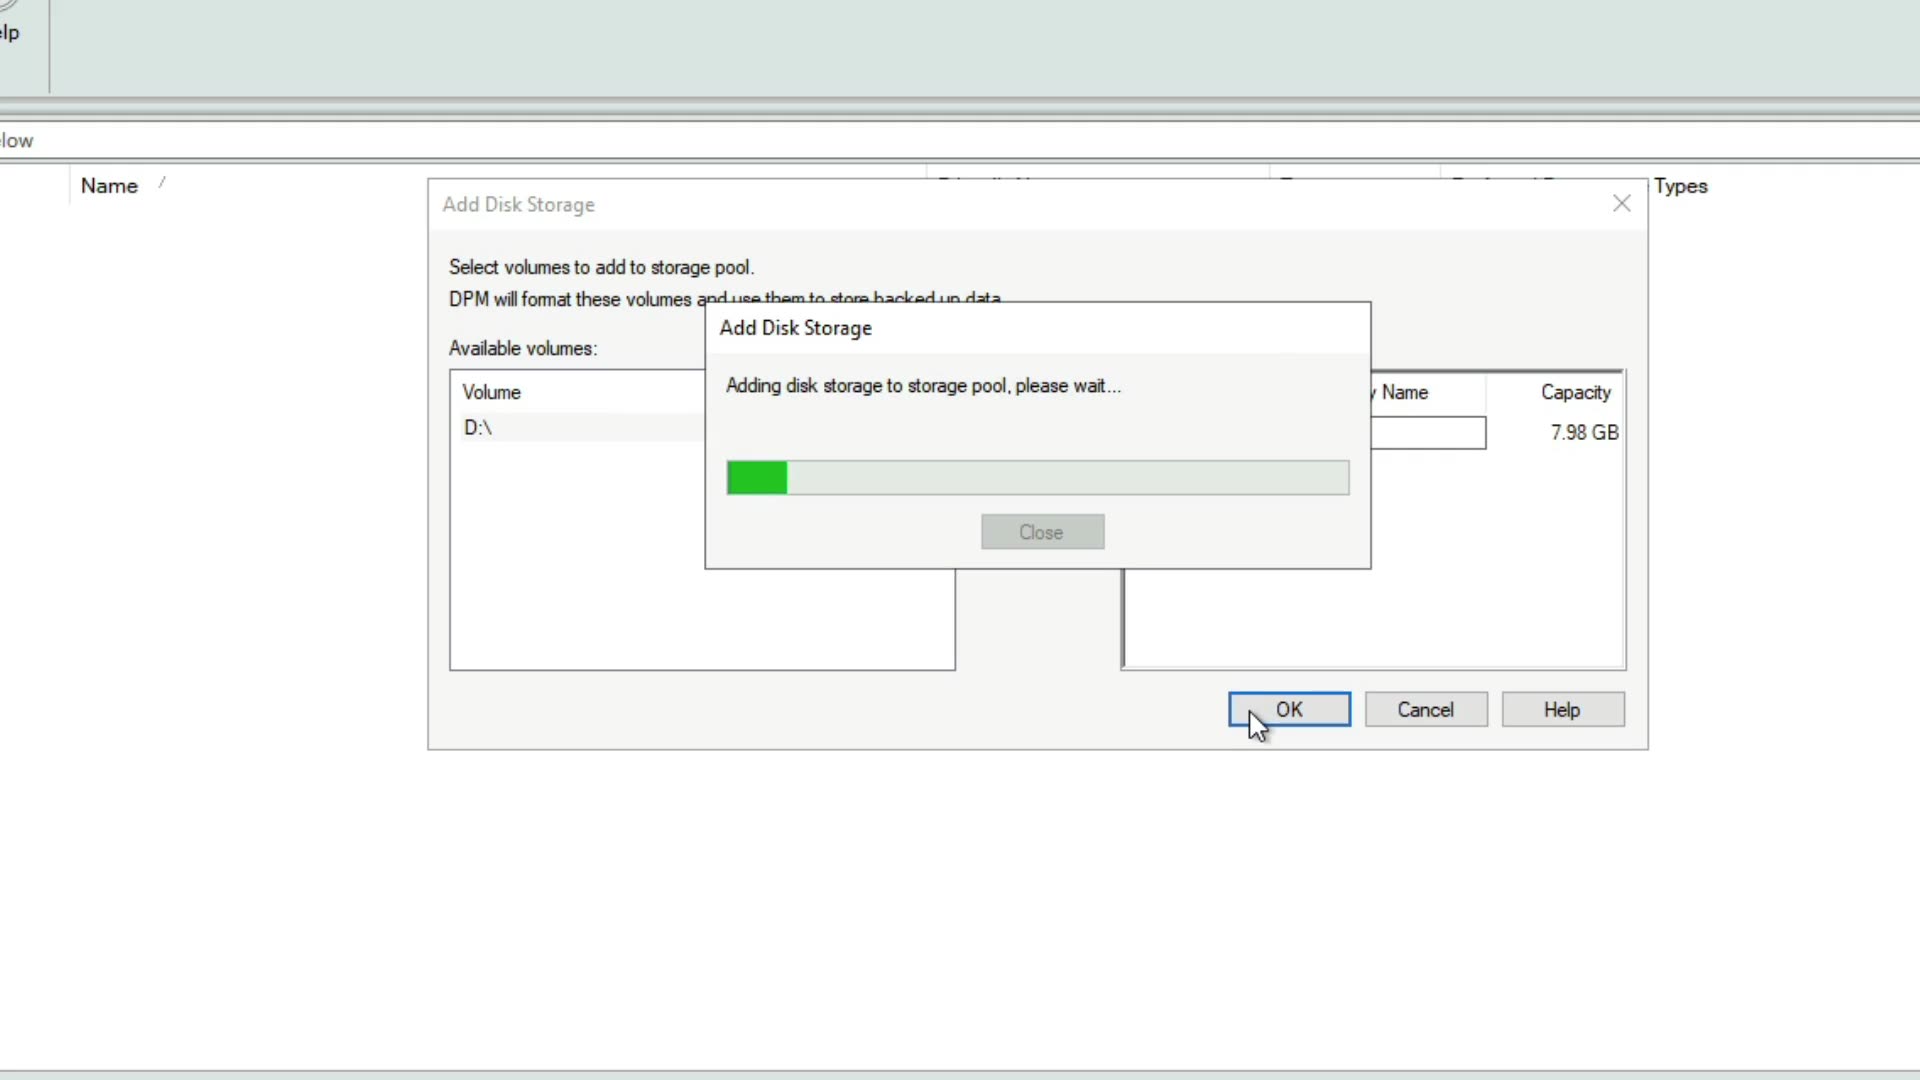 elp
elow
Name / Types
Add Disk Storage
Select volumes to add to storage pool.
DPM will format these volumes and use them to store backed up data.
Add Disk Storage
Available volumes:
Adding disk storage to storage pool, please wait...
Volume
Name Capacity
D:\
7.98 GB
Close
OK Cancel Help